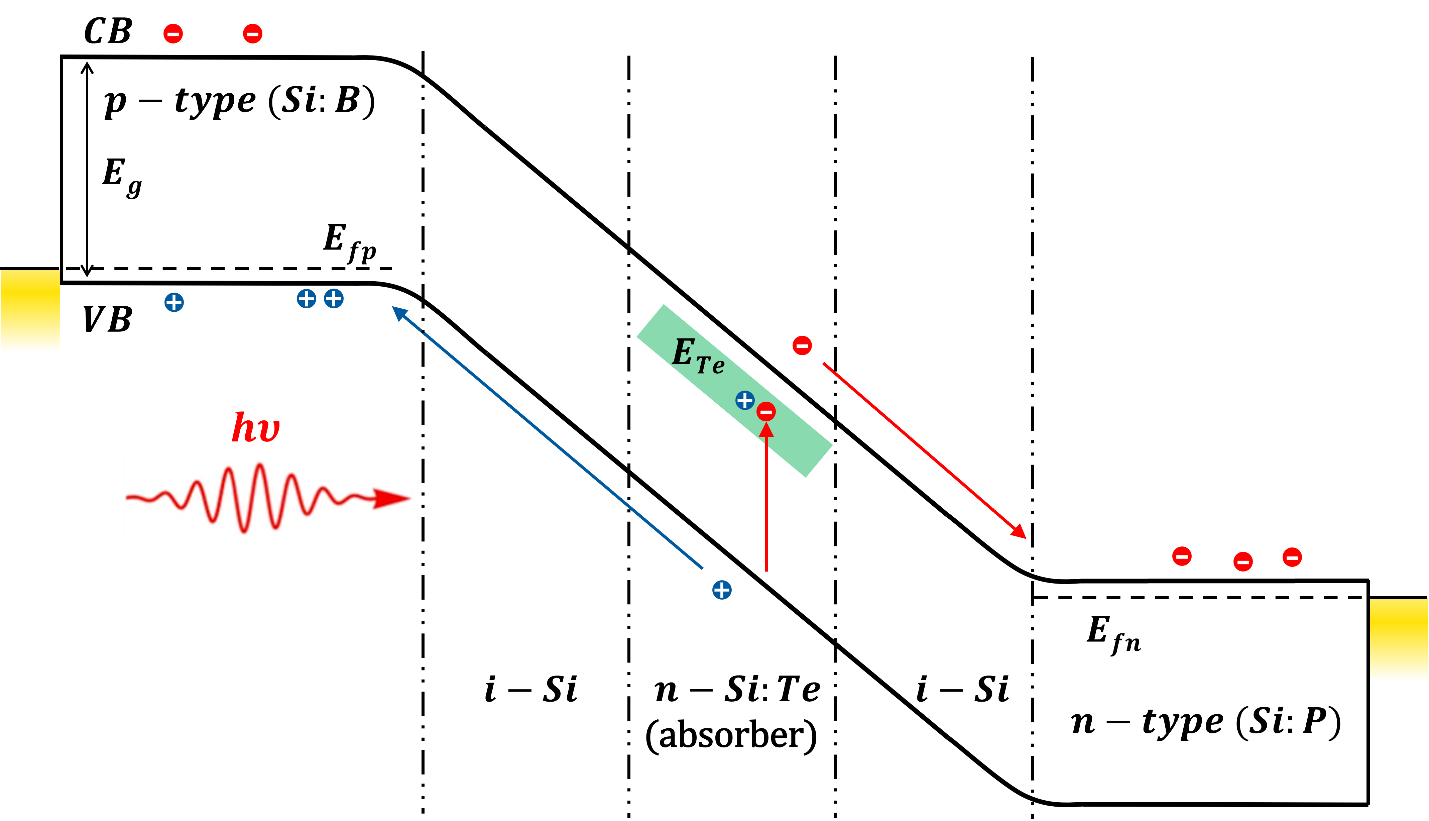 CB
p − type (Si: B)
E_g
E_fp
VB
hν
E_Te
i − Si
n − Si: Te
(absorber)
i − Si
E_fn
n − type (Si: P)